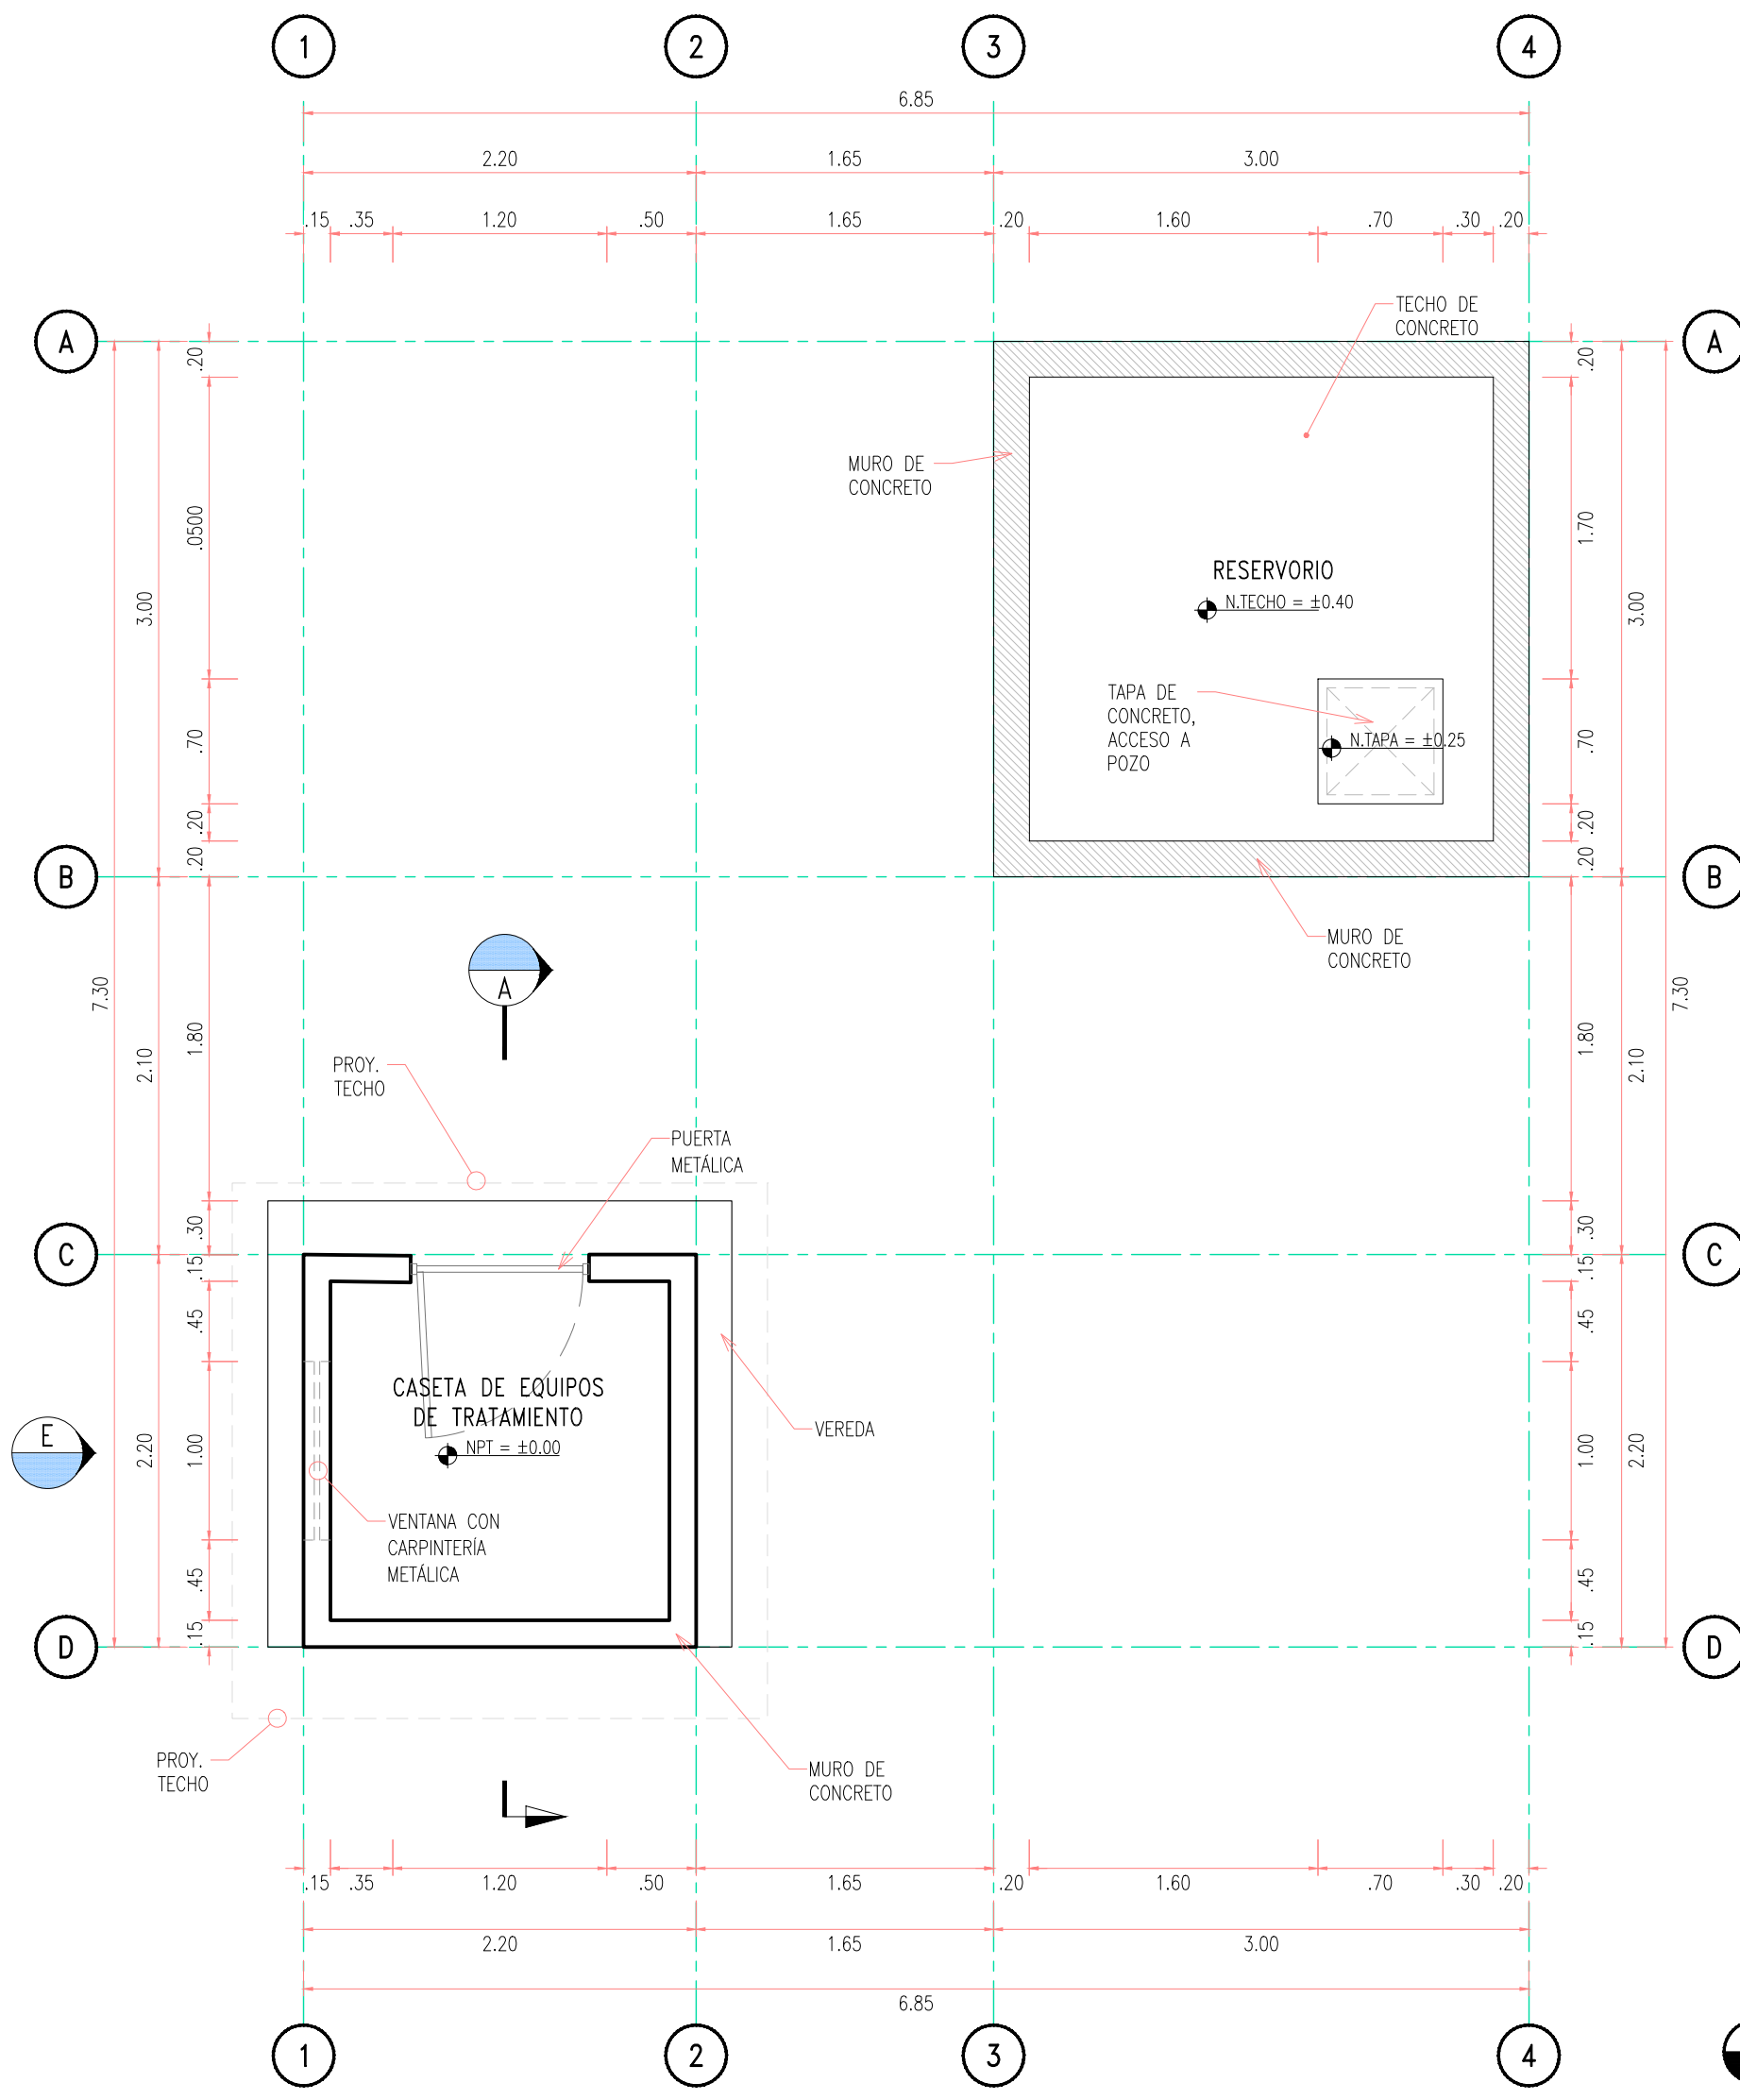 1 2 3 4
6.85
2.20 1.65 3.00
.15 .35 1.20 .50 1.65 .20 1.60 .70 .30 .20
TECHO DE
CONCRETO
A A
.20 .20
MURO DE
CONCRETO
.0500 1.70
3.00 3.00
RESERVORIO
N.TECHO = ±0.40
TAPA DE
CONCRETO,
ACCESO A
POZO
N.TAPA = ±0.25
.70 .70
.20 .20
.20 .20
B B
MURO DE
CONCRETO
A
7.30 7.30
1.80 1.80
2.10 2.10
PROY.
TECHO
PUERTA
METÁLICA
.30 .30
C C
.15 .15
.45 .45
CASETA DE EQUIPOS
DE TRATAMIENTO
NPT = ±0.00
VEREDA
E
2.20 1.00 1.00 2.20
VENTANA CON
CARPINTERÍA
METÁLICA
.45 .45
.15 .15
D D
PROY.
TECHO
MURO DE
CONCRETO
.15 .35 1.20 .50 1.65 .20 1.60 .70 .30 .20
2.20 1.65 3.00
6.85
1 2 3 4